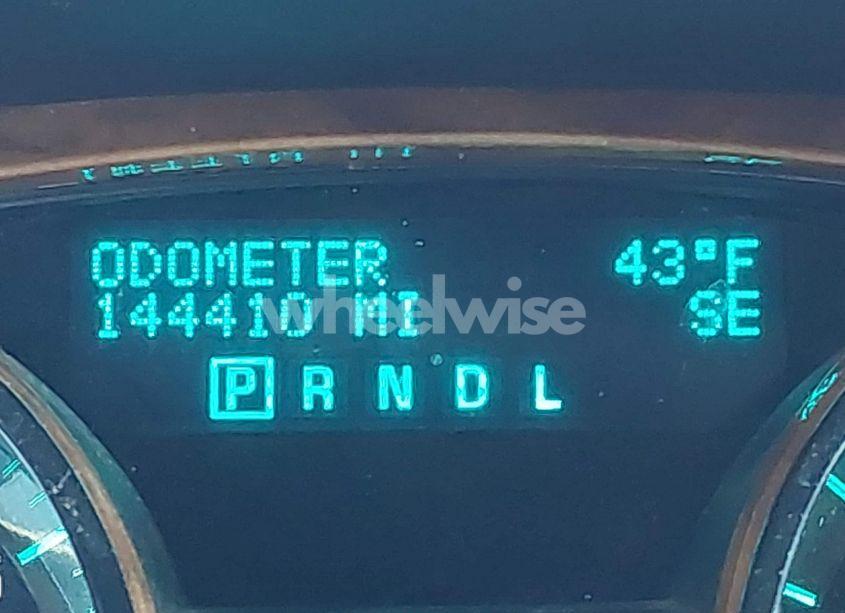 ODOMETER 43°F
144410 MI SE
wheelwise
P R N D L